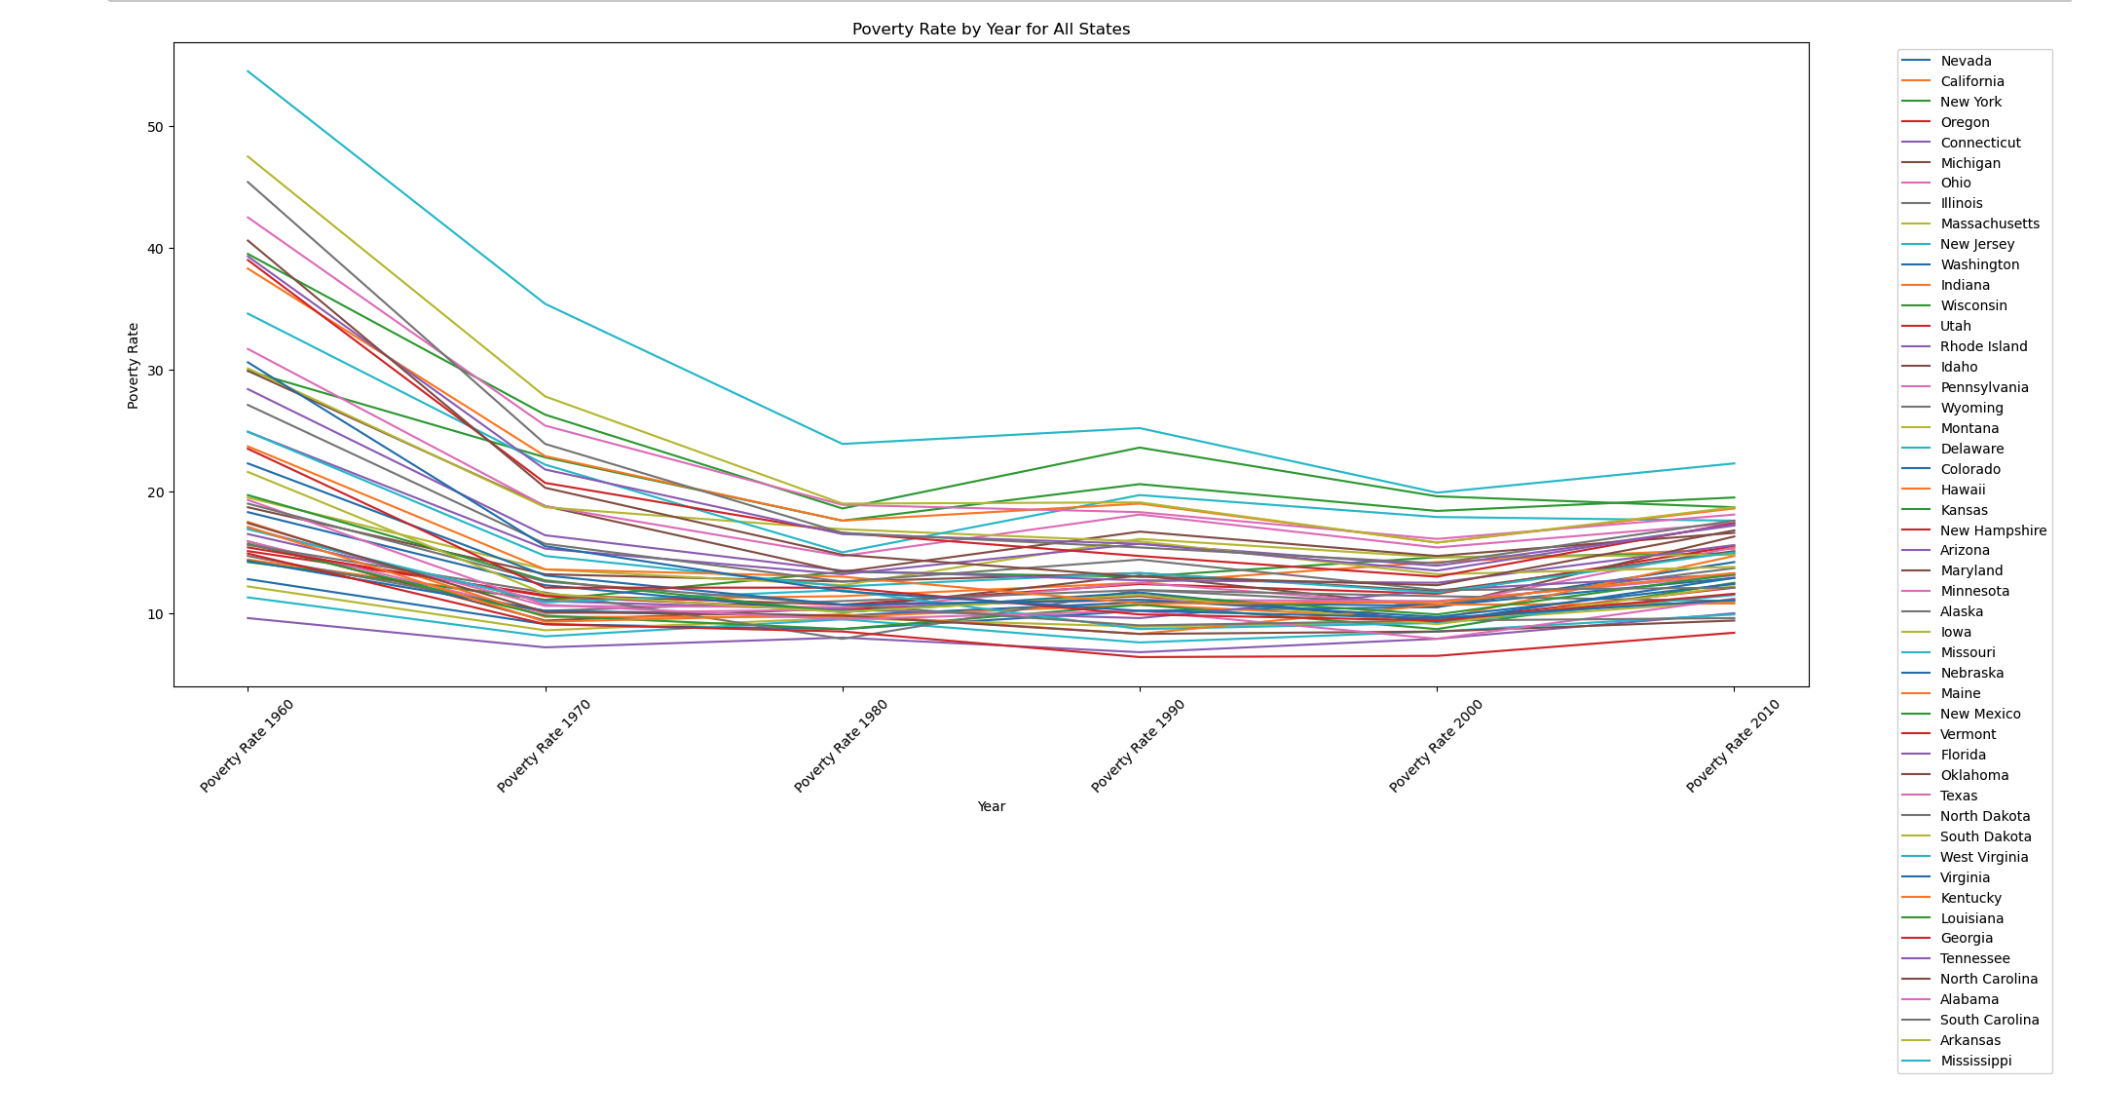 Poverty Rate by Year for All States
50
40
30
20
10
Poverty Rate
Poverty Rate 1960
Poverty Rate 1970
Poverty Rate 1980
Poverty Rate 1990
Poverty Rate 2000
Poverty Rate 2010
Year
Nevada
California
New York
Oregon
Connecticut
Michigan
Ohio
Illinois
Massachusetts
New Jersey
Washington
Indiana
Wisconsin
Utah
Rhode Island
Idaho
Pennsylvania
Wyoming
Montana
Delaware
Colorado
Hawaii
Kansas
New Hampshire
Arizona
Maryland
Minnesota
Alaska
Iowa
Missouri
Nebraska
Maine
New Mexico
Vermont
Florida
Oklahoma
Texas
North Dakota
South Dakota
West Virginia
Virginia
Kentucky
Louisiana
Georgia
Tennessee
North Carolina
Alabama
South Carolina
Arkansas
Mississippi